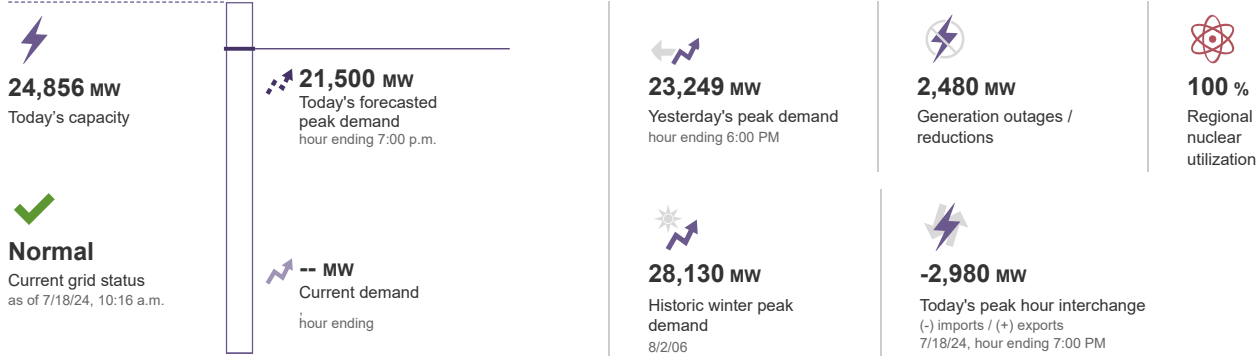 24,856 MW
Today's capacity
Normal
Current grid status
as of 7/18/24, 10:16 a.m.
21,500 MW
Today's forecasted
peak demand
hour ending 7:00 p.m.
-- MW
Current demand
,
hour ending
23,249 MW
Yesterday's peak demand
hour ending 6:00 PM
2,480 MW
Generation outages /
reductions
100 %
Regional
nuclear
utilization
28,130 MW
Historic winter peak
demand
8/2/06
-2,980 MW
Today's peak hour interchange
(-) imports / (+) exports
7/18/24, hour ending 7:00 PM